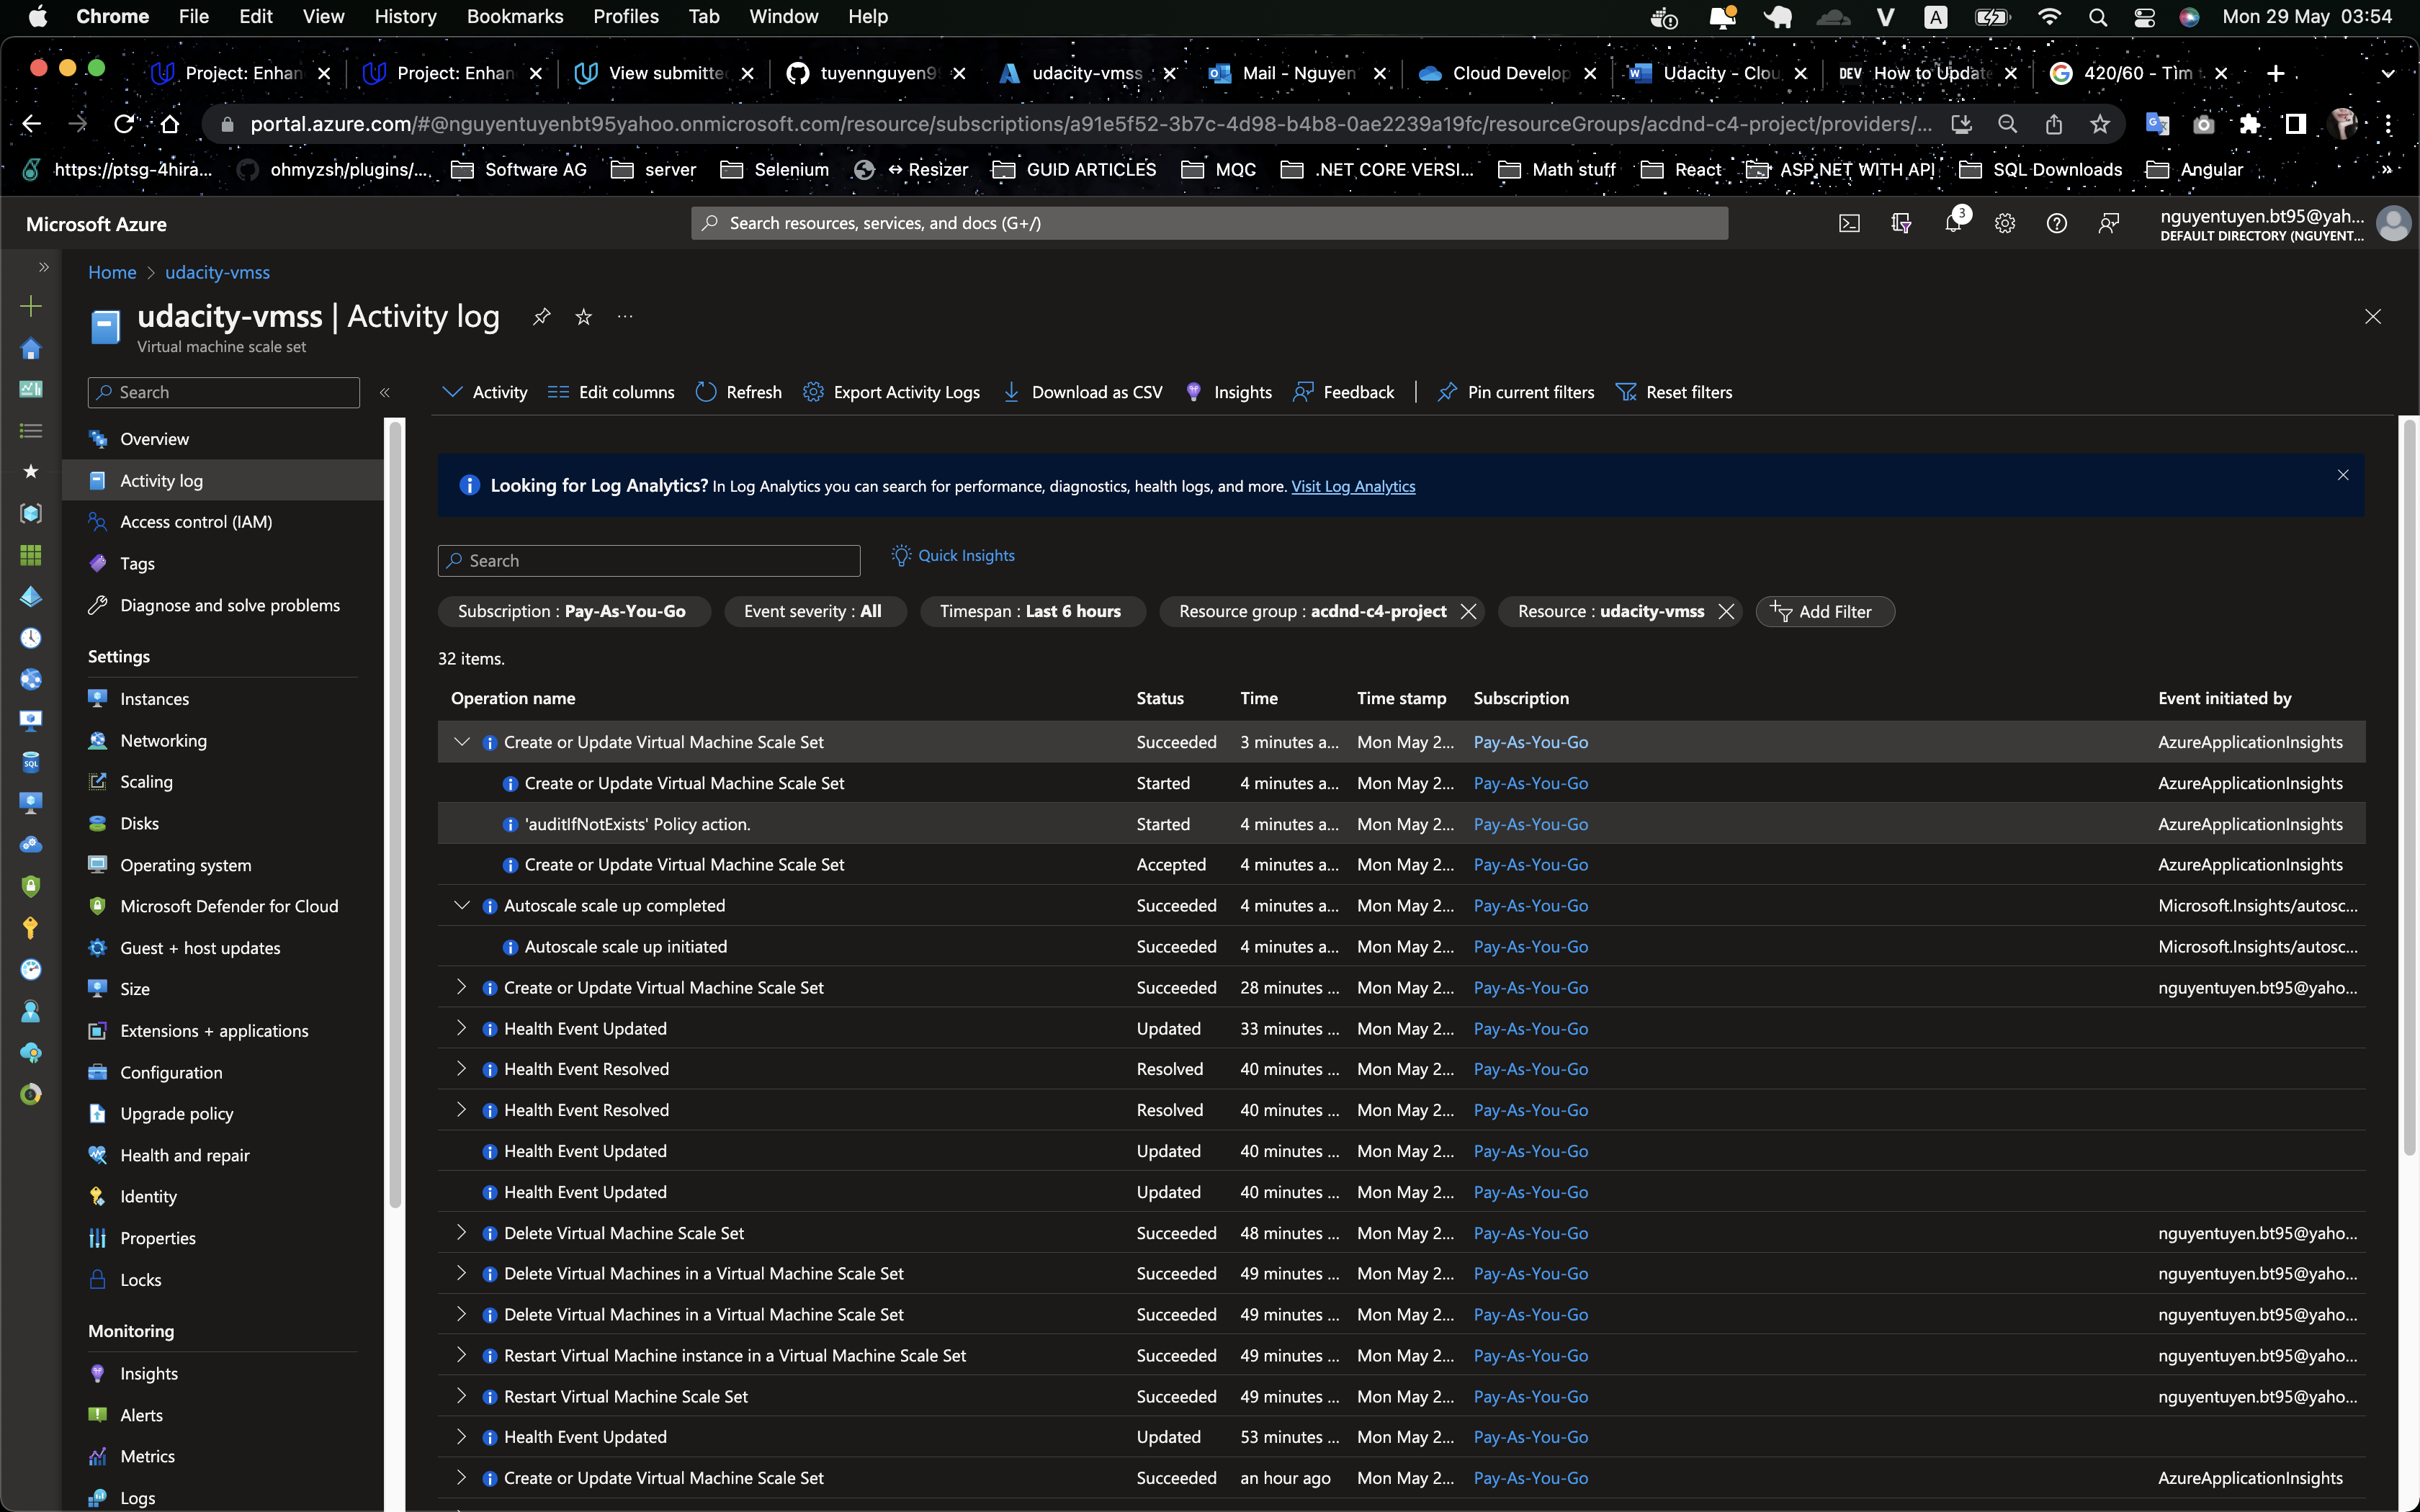 Chrome File Edit View History Bookmarks Profiles Tab Window Help Mon 29 May 03:54
Project: Enhan Project: Enhan View submitte tuyennguyen9 udacity-vmss Mail - Nguyen Cloud Develop Udacity - Clou DEV How to Updat 420/60 - Tìm
portal.azure.com/#@nguyentuyenbt95yahoo.onmicrosoft.com/resource/subscriptions/a91e5f52-3b7c-4d98-b4b8-0ae2239a19fc/resourceGroups/acdnd-c4-project/providers/...
https://ptsg-4hira... ohmyzsh/plugins/... Software AG server Selenium ↔ Resizer GUID ARTICLES MQC .NET CORE VERSI... Math stuff React ASP.NET WITH API SQL Downloads Angular »
Microsoft Azure Search resources, services, and docs (G+/) 3 nguyentuyen.bt95@yah...
DEFAULT DIRECTORY (NGUYENT...
Home > udacity-vmss
udacity-vmss | Activity log
Virtual machine scale set
Search
Overview
Activity log
Access control (IAM)
Tags
Diagnose and solve problems
Settings
Instances
Networking
Scaling
Disks
Operating system
Microsoft Defender for Cloud
Guest + host updates
Size
Extensions + applications
Configuration
Upgrade policy
Health and repair
Identity
Properties
Locks
Monitoring
Insights
Alerts
Metrics
Logs
Activity Edit columns Refresh Export Activity Logs Download as CSV Insights Feedback Pin current filters Reset filters
Looking for Log Analytics? In Log Analytics you can search for performance, diagnostics, health logs, and more. Visit Log Analytics
Search Quick Insights
Subscription : Pay-As-You-Go Event severity : All Timespan : Last 6 hours Resource group : acdnd-c4-project Resource : udacity-vmss Add Filter
32 items.
Operation name Status Time Time stamp Subscription Event initiated by
Create or Update Virtual Machine Scale Set Succeeded 3 minutes a... Mon May 2... Pay-As-You-Go AzureApplicationInsights
Create or Update Virtual Machine Scale Set Started 4 minutes a... Mon May 2... Pay-As-You-Go AzureApplicationInsights
'auditIfNotExists' Policy action. Started 4 minutes a... Mon May 2... Pay-As-You-Go AzureApplicationInsights
Create or Update Virtual Machine Scale Set Accepted 4 minutes a... Mon May 2... Pay-As-You-Go AzureApplicationInsights
Autoscale scale up completed Succeeded 4 minutes a... Mon May 2... Pay-As-You-Go Microsoft.Insights/autosc...
Autoscale scale up initiated Succeeded 4 minutes a... Mon May 2... Pay-As-You-Go Microsoft.Insights/autosc...
Create or Update Virtual Machine Scale Set Succeeded 28 minutes ... Mon May 2... Pay-As-You-Go nguyentuyen.bt95@yaho...
Health Event Updated Updated 33 minutes ... Mon May 2... Pay-As-You-Go
Health Event Resolved Resolved 40 minutes ... Mon May 2... Pay-As-You-Go
Health Event Resolved Resolved 40 minutes ... Mon May 2... Pay-As-You-Go
Health Event Updated Updated 40 minutes ... Mon May 2... Pay-As-You-Go
Health Event Updated Updated 40 minutes ... Mon May 2... Pay-As-You-Go
Delete Virtual Machine Scale Set Succeeded 48 minutes ... Mon May 2... Pay-As-You-Go nguyentuyen.bt95@yaho...
Delete Virtual Machines in a Virtual Machine Scale Set Succeeded 49 minutes ... Mon May 2... Pay-As-You-Go nguyentuyen.bt95@yaho...
Delete Virtual Machines in a Virtual Machine Scale Set Succeeded 49 minutes ... Mon May 2... Pay-As-You-Go nguyentuyen.bt95@yaho...
Restart Virtual Machine instance in a Virtual Machine Scale Set Succeeded 49 minutes ... Mon May 2... Pay-As-You-Go nguyentuyen.bt95@yaho...
Restart Virtual Machine Scale Set Succeeded 49 minutes ... Mon May 2... Pay-As-You-Go nguyentuyen.bt95@yaho...
Health Event Updated Updated 53 minutes ... Mon May 2... Pay-As-You-Go
Create or Update Virtual Machine Scale Set Succeeded an hour ago Mon May 2... Pay-As-You-Go AzureApplicationInsights